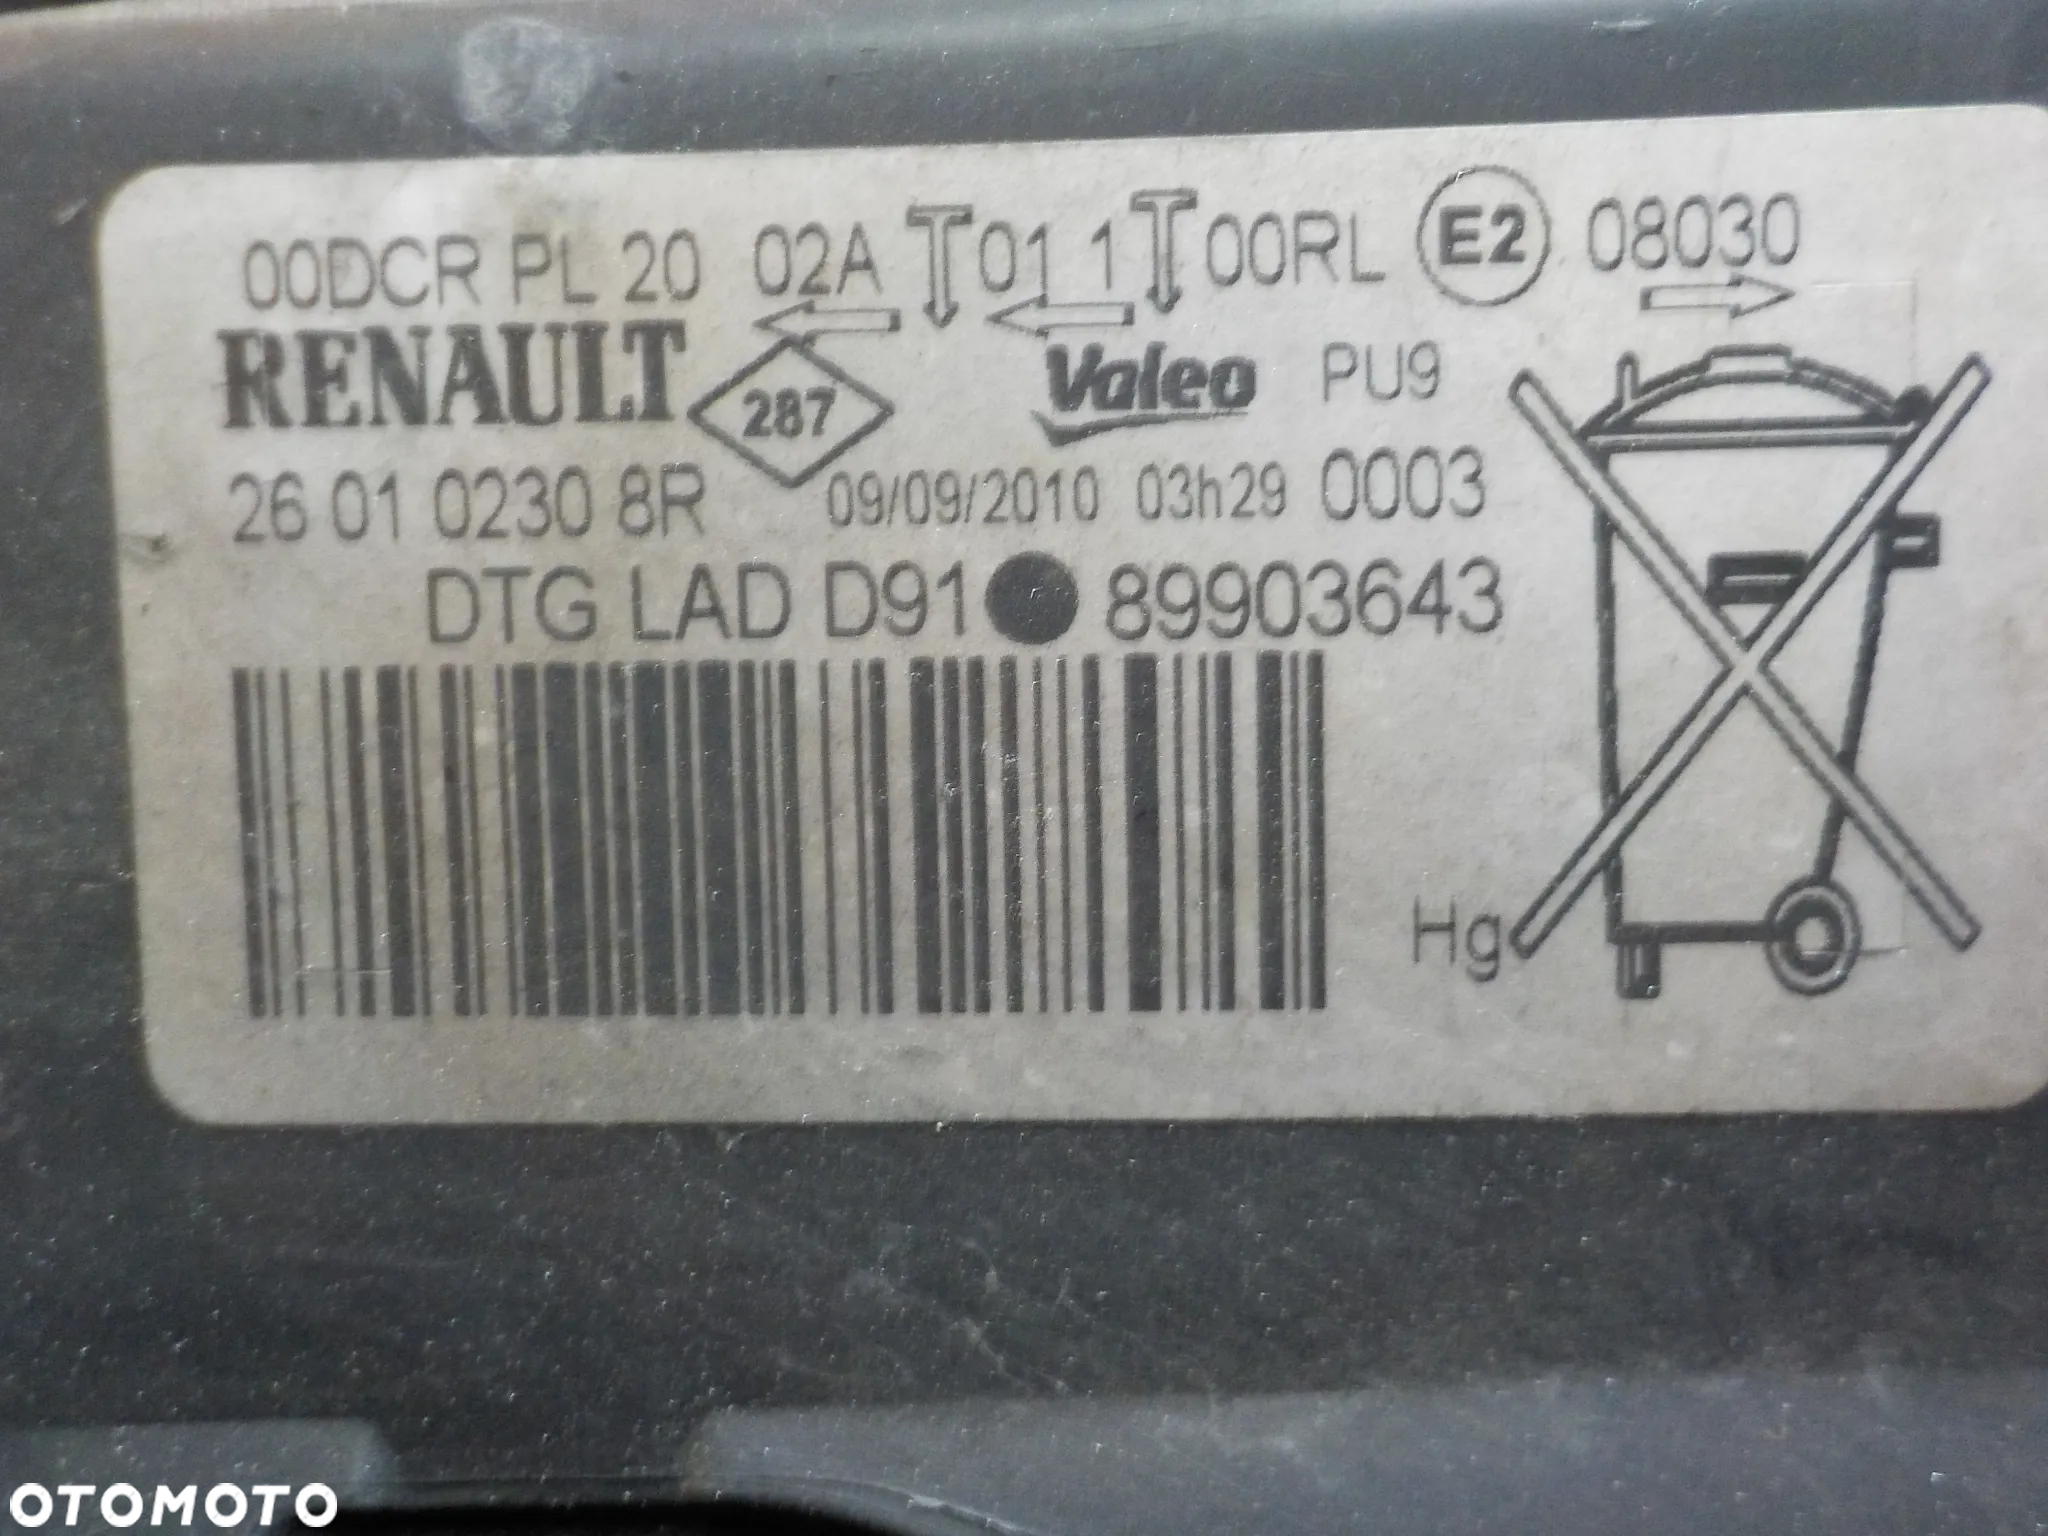 00DCR PL 20 02A 01 1 00RL E2 08030
RENAULT 287 Valeo PU9
26 01 0230 8R 09/09/2010 03h29 0003
DTG LAD D91 89903643
Hg
OTOMOTO